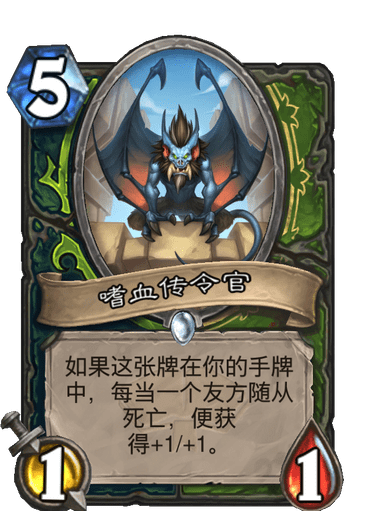 5
嗜血传令官
如果这张牌在你的手牌
中，每当一个友方随从
死亡，便获
得+1/+1。
1
1